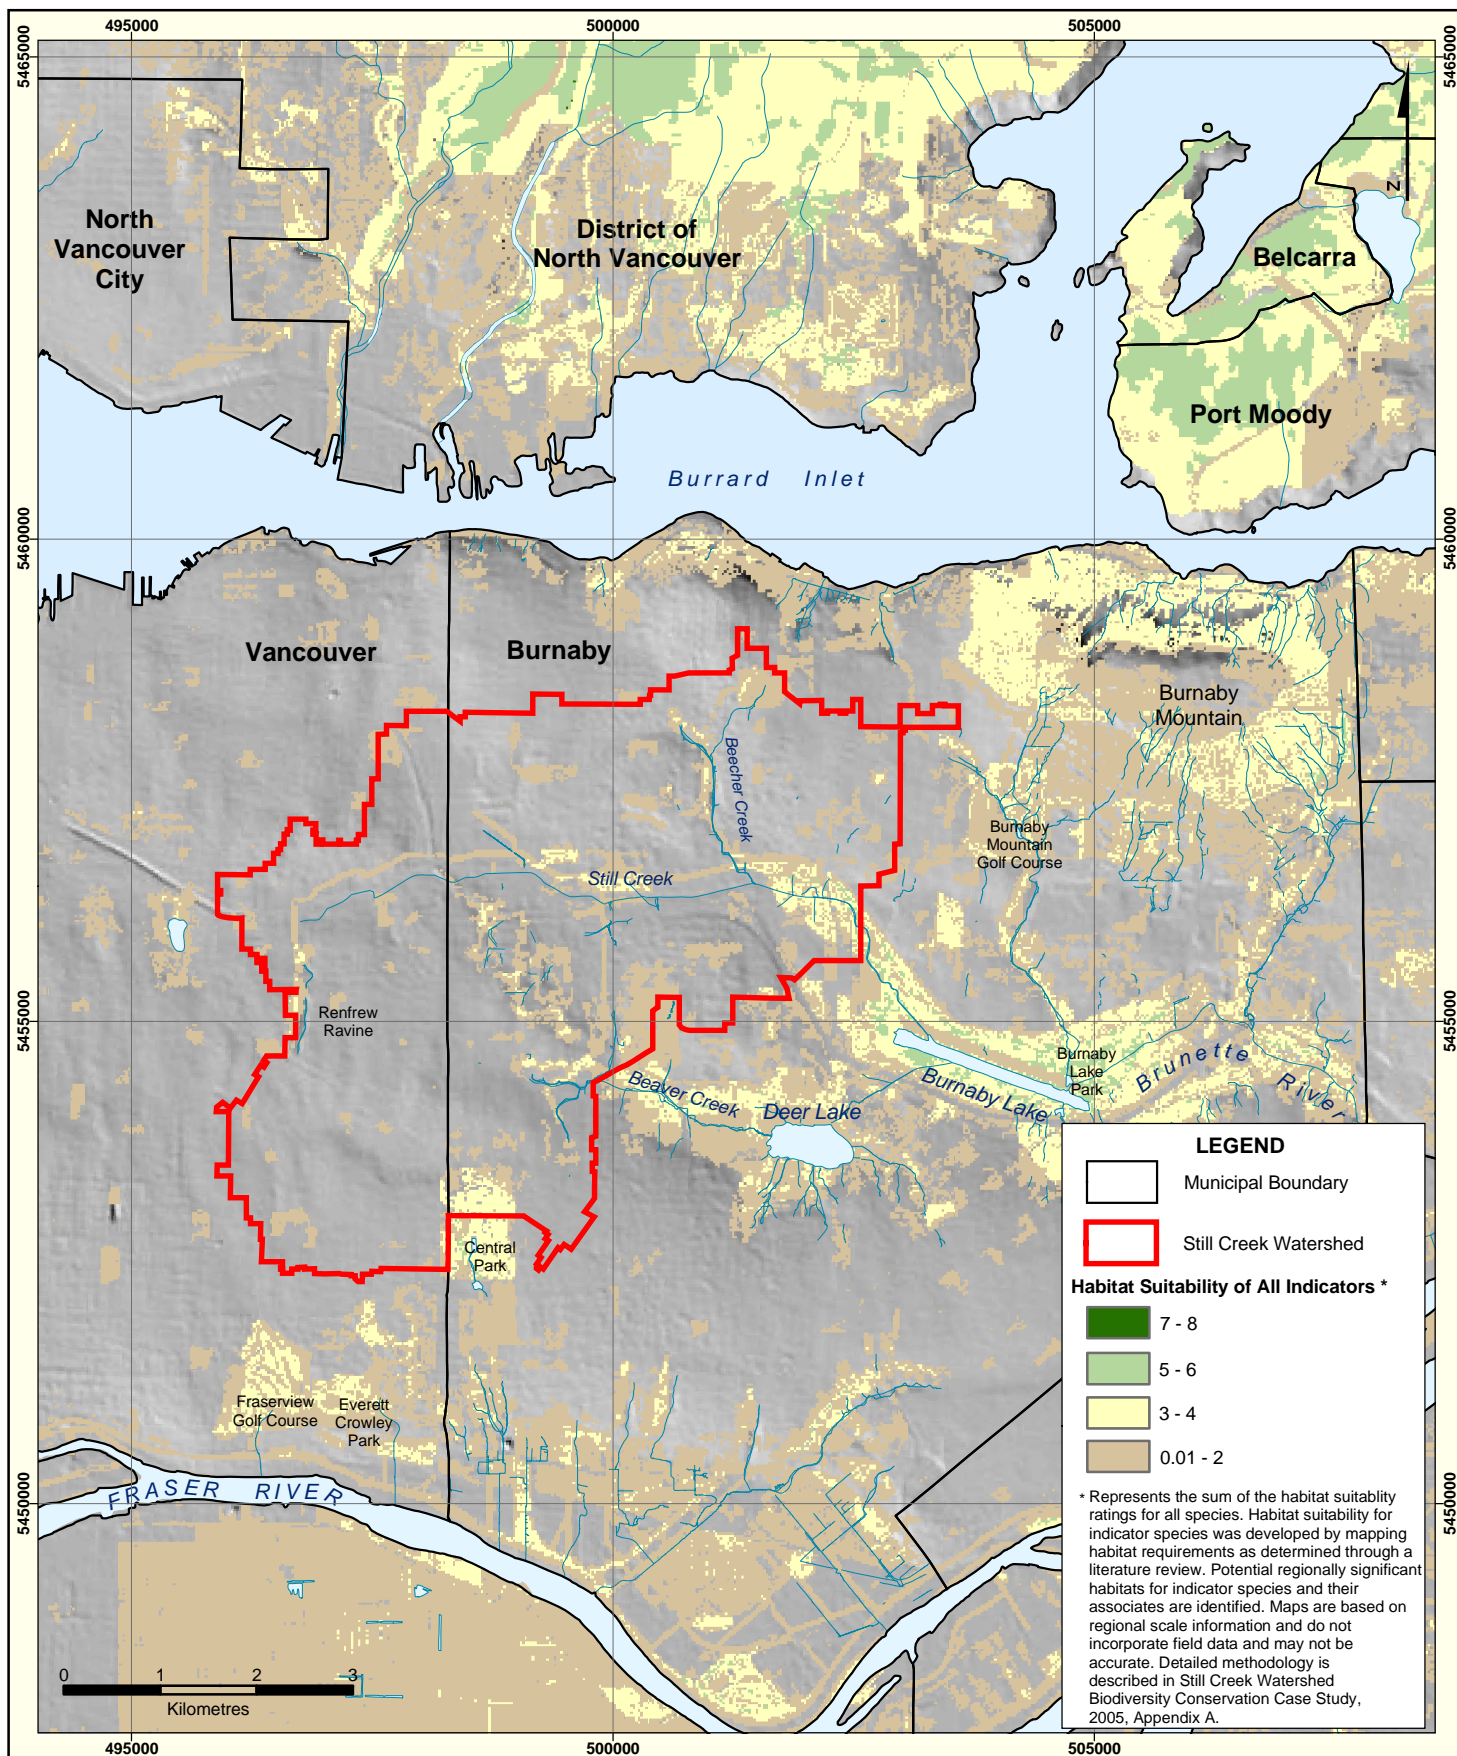 495000
500000
505000
5465000
5465000
North
Vancouver
City
District of
North Vancouver
Belcarra
Port Moody
N
Burrard Inlet
5460000
5460000
Vancouver
Burnaby
Burnaby
Mountain
Beecher Creek
Burnaby
Mountain
Golf Course
Still Creek
Renfrew
Ravine
5455000
5455000
Burnaby
Lake
Park
Brunette
River
Beaver Creek
Deer Lake
Burnaby Lake
Central
Park
Fraserview
Golf Course
Everett
Crowley
Park
FRASER RIVER
5450000
5450000
0 1 2 3
Kilometres
LEGEND
Municipal Boundary
Still Creek Watershed
Habitat Suitability of All Indicators *
7 - 8
5 - 6
3 - 4
0.01 - 2
* Represents the sum of the habitat suitablity
ratings for all species. Habitat suitability for
indicator species was developed by mapping
habitat requirements as determined through a
literature review. Potential regionally significant
habitats for indicator species and their
associates are identified. Maps are based on
regional scale information and do not
incorporate field data and may not be
accurate. Detailed methodology is
described in Still Creek Watershed
Biodiversity Conservation Case Study,
2005, Appendix A.
495000
500000
505000